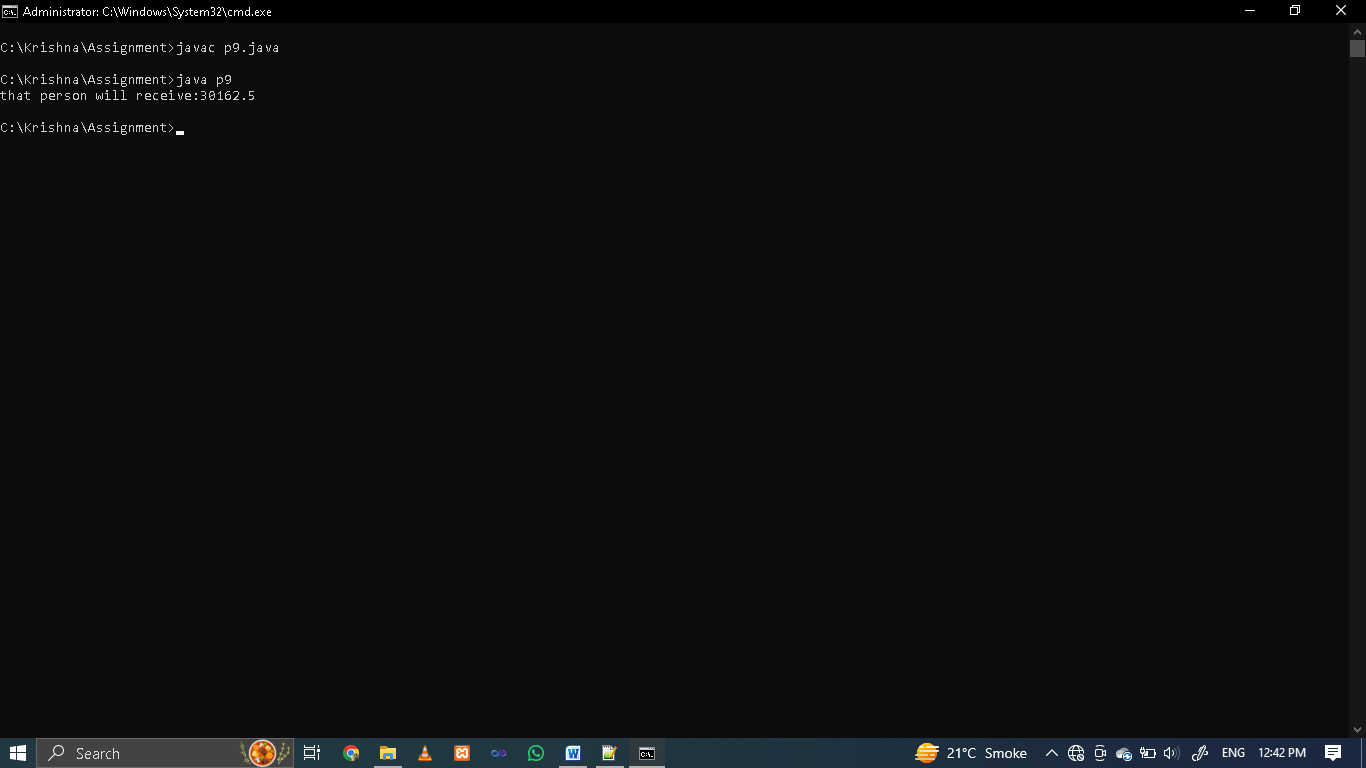 Administrator: C:\Windows\System32\cmd.exe
C:\Krishna\Assignment>javac p9.java
C:\Krishna\Assignment>java p9
that person will receive:30162.5
C:\Krishna\Assignment>
Search
21°C Smoke
ENG
12:42 PM